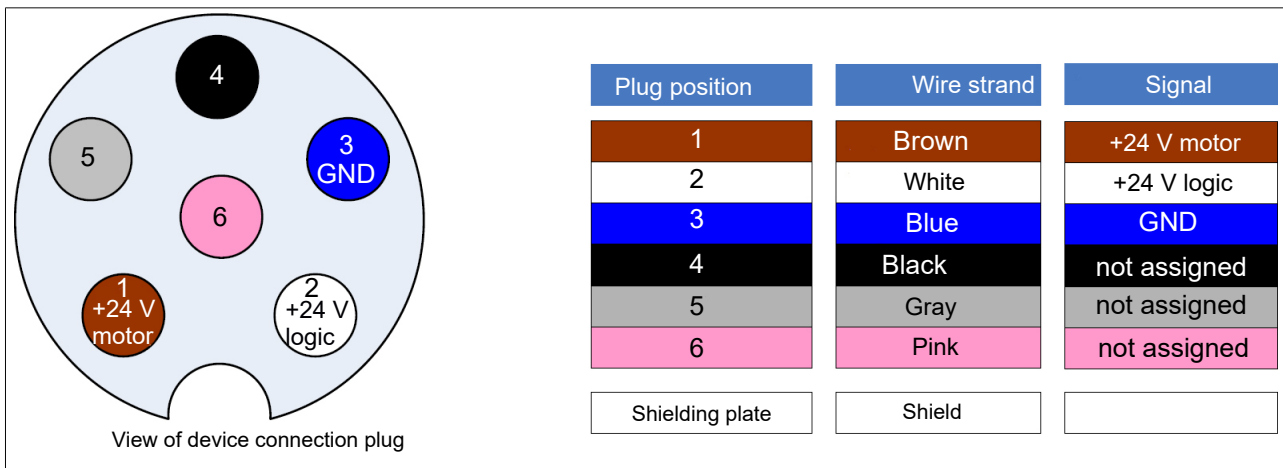 4
5
3
GND
6
1
+24 V
motor
2
+24 V
logic
View of device connection plug
Plug position Wire strand Signal
1 Brown +24 V motor
2 White +24 V logic
3 Blue GND
4 Black not assigned
5 Gray not assigned
6 Pink not assigned
Shielding plate Shield